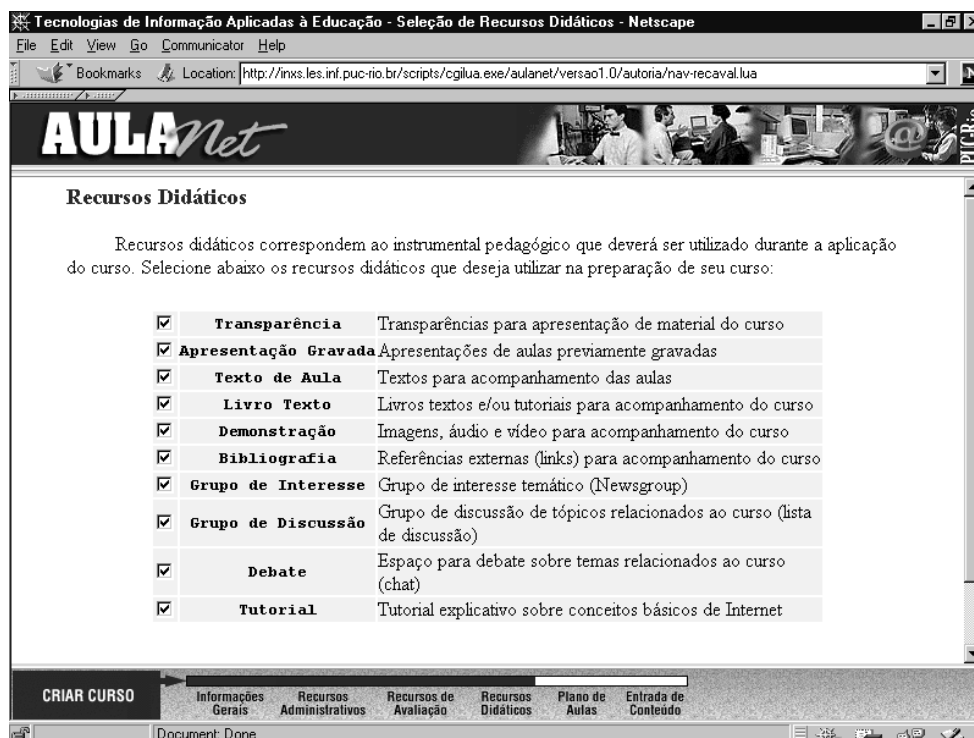 Tecnologias de Informação Aplicadas à Educação - Seleção de Recursos Didáticos - Netscape
File Edit View Go Communicator Help
Bookmarks Location: http://inxs.les.inf.puc-rio.br/scripts/cgilua.exe/aulanet/versao1.0/autoria/nav-recaval.lua
AULANet @ PUC-Rio
Recursos Didáticos
Recursos didáticos correspondem ao instrumental pedagógico que deverá ser utilizado durante a aplicação
do curso. Selecione abaixo os recursos didáticos que deseja utilizar na preparação de seu curso:
Transparência Transparências para apresentação de material do curso
Apresentação Gravada Apresentações de aulas previamente gravadas
Texto de Aula Textos para acompanhamento das aulas
Livro Texto Livros textos e/ou tutoriais para acompanhamento do curso
Demonstração Imagens, áudio e vídeo para acompanhamento do curso
Bibliografia Referências externas (links) para acompanhamento do curso
Grupo de Interesse Grupo de interesse temático (Newsgroup)
Grupo de Discussão Grupo de discussão de tópicos relacionados ao curso (lista
de discussão)
Debate Espaço para debate sobre temas relacionados ao curso
(chat)
Tutorial Tutorial explicativo sobre conceitos básicos de Internet
CRIAR CURSO
Informações Recursos Recursos de Recursos Plano de Entrada de
Gerais Administrativos Avaliação Didáticos Aulas Conteúdo
Document: Done